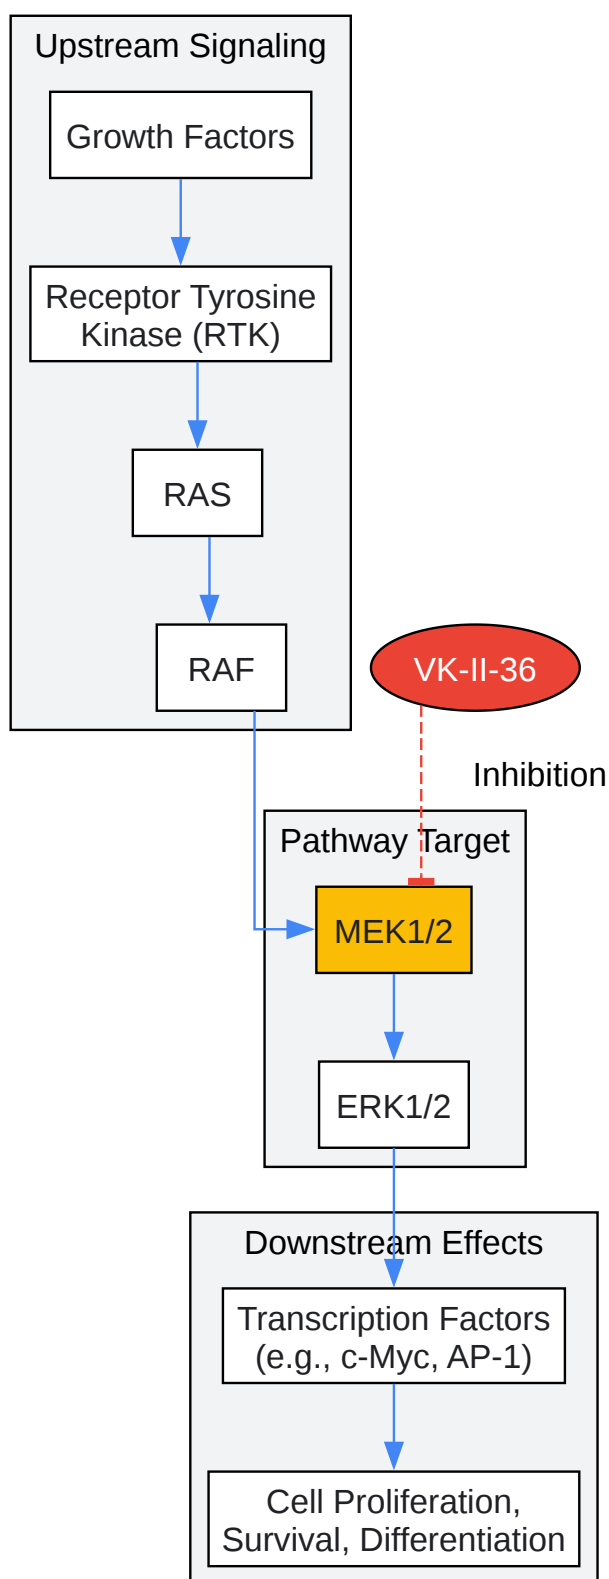 Upstream Signaling
Growth Factors
Receptor Tyrosine
Kinase (RTK)
RAS
RAF
VK-II-36
Inhibition
Pathway Target
MEK1/2
ERK1/2
Downstream Effects
Transcription Factors
(e.g., c-Myc, AP-1)
Cell Proliferation,
Survival, Differentiation